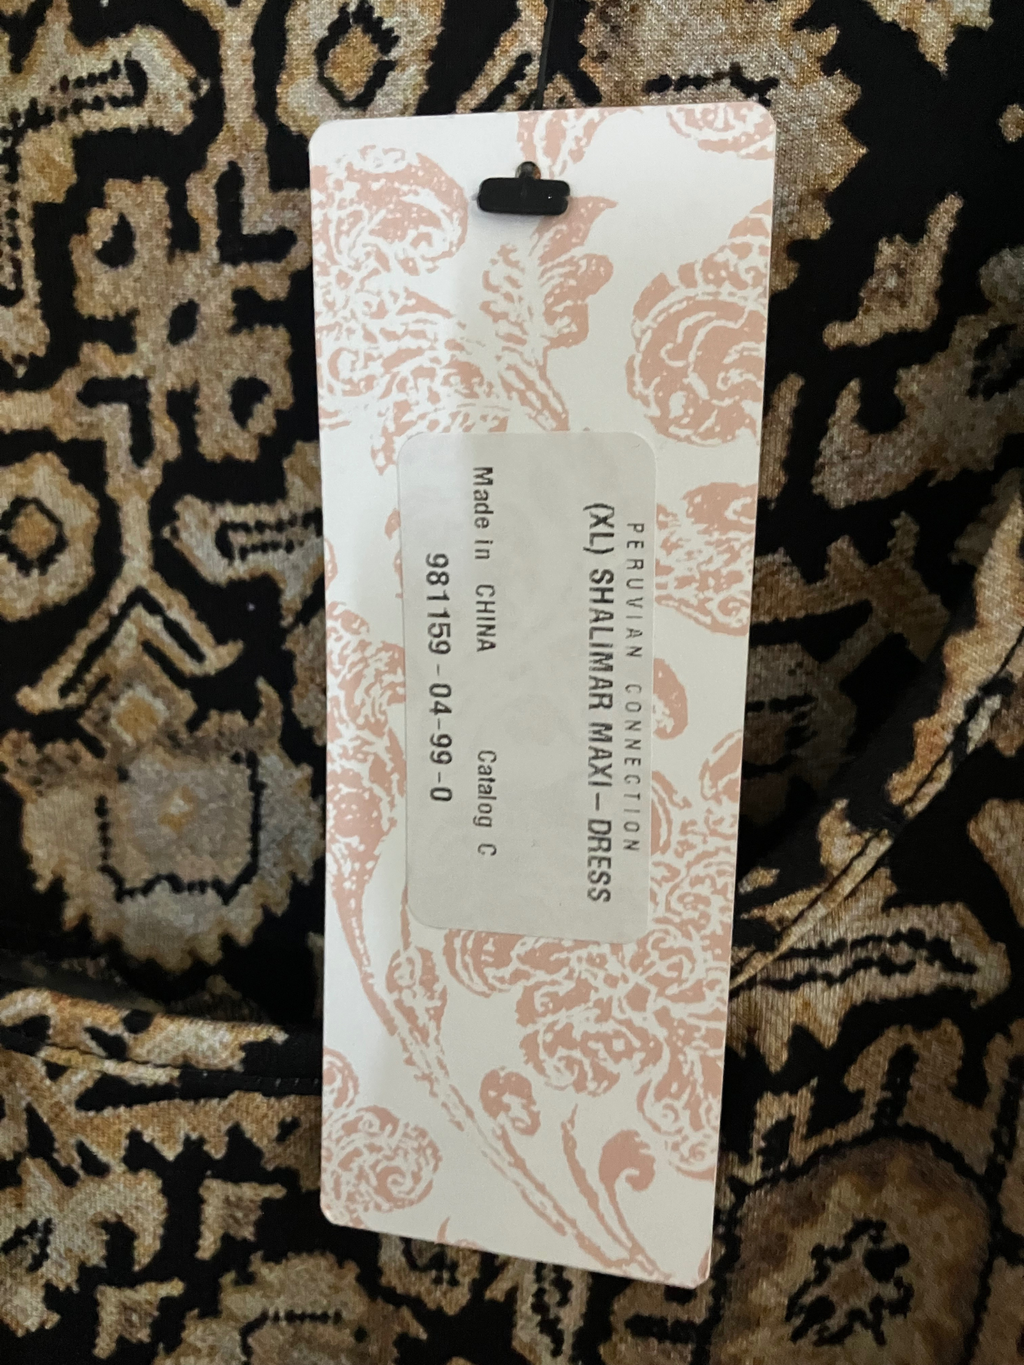 PERUVIAN CONNECTION
(XL) SHALIMAR MAXI-DRESS
Made in CHINA Catalog C
981159-04-99-0